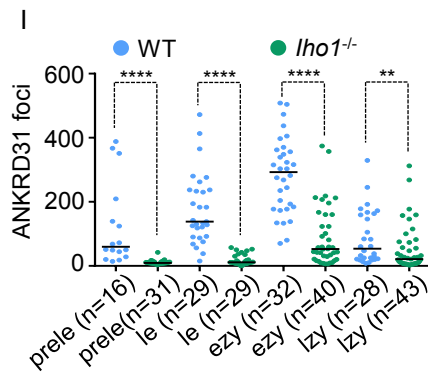 I
WT Iho1-/-
**** **** **** **
ANKRD31 foci
600
400
200
0
prele (n=16)
prele(n=31)
le (n=29)
le (n=29)
ezy (n=32)
ezy (n=40)
lzy (n=28)
lzy (n=43)